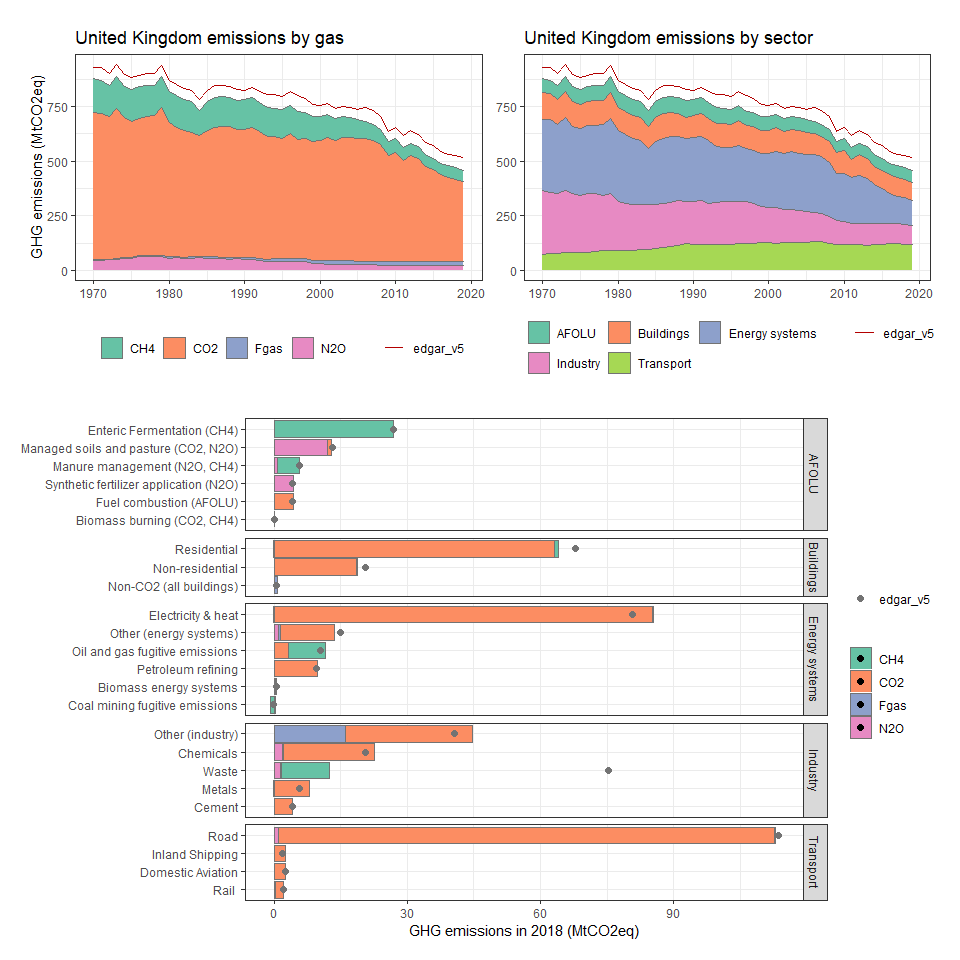 United Kingdom emissions by gas
GHG emissions (MtCO2eq)
750
500
250
0
1970 1980 1990 2000 2010 2020
CH4 CO2 Fgas N2O edgar_v5
United Kingdom emissions by sector
750
500
250
0
1970 1980 1990 2000 2010 2020
AFOLU Buildings Energy systems edgar_v5
Industry Transport
Enteric Fermentation (CH4)
Managed soils and pasture (CO2, N2O)
Manure management (N2O, CH4)
Synthetic fertilizer application (N2O)
Fuel combustion (AFOLU)
Biomass burning (CO2, CH4)
AFOLU
Residential
Non-residential
Non-CO2 (all buildings)
Buildings
Electricity & heat
Other (energy systems)
Oil and gas fugitive emissions
Petroleum refining
Biomass energy systems
Coal mining fugitive emissions
Energy systems
Other (industry)
Chemicals
Waste
Metals
Cement
Industry
Road
Inland Shipping
Domestic Aviation
Rail
Transport
0 30 60 90
GHG emissions in 2018 (MtCO2eq)
edgar_v5
CH4
CO2
Fgas
N2O